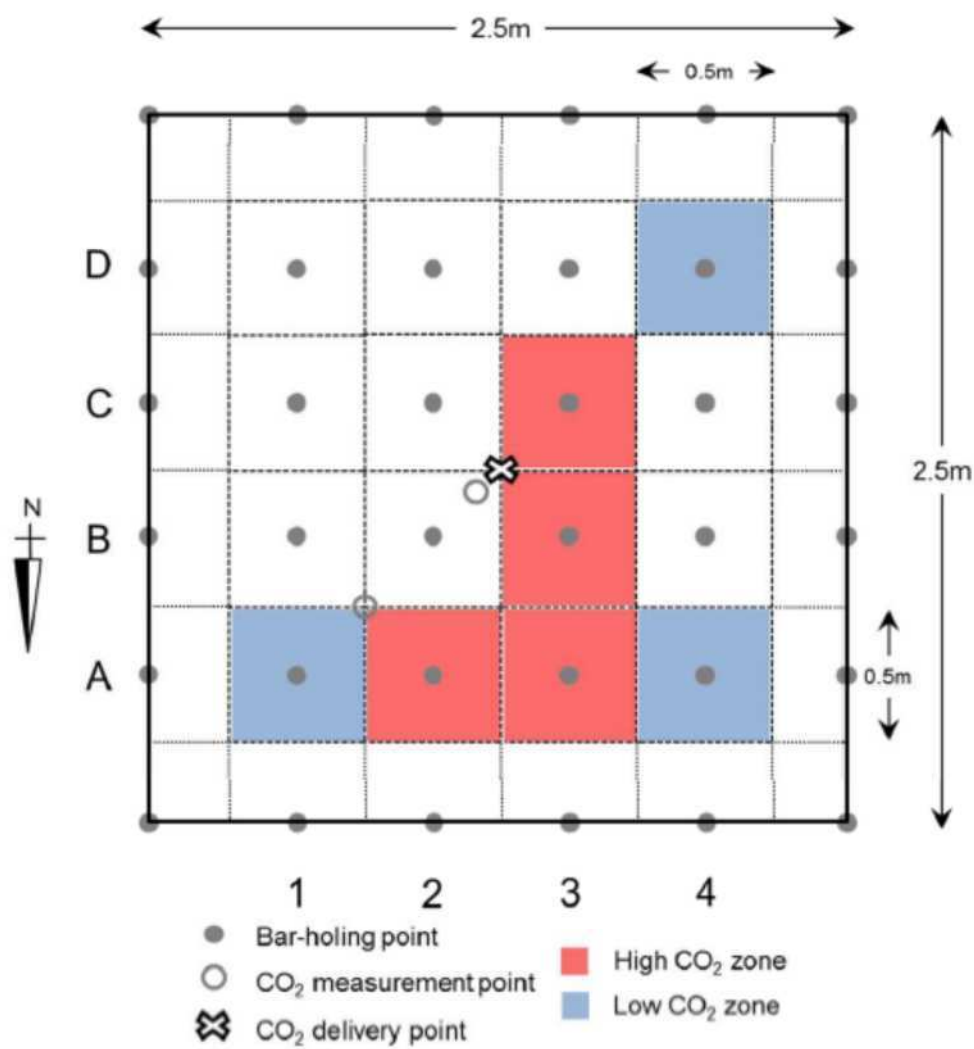 2.5m
0.5m
D
C
2.5m
N
B
A
0.5m
1 2 3 4
Bar-holing point
CO₂ measurement point
CO₂ delivery point
High CO₂ zone
Low CO₂ zone